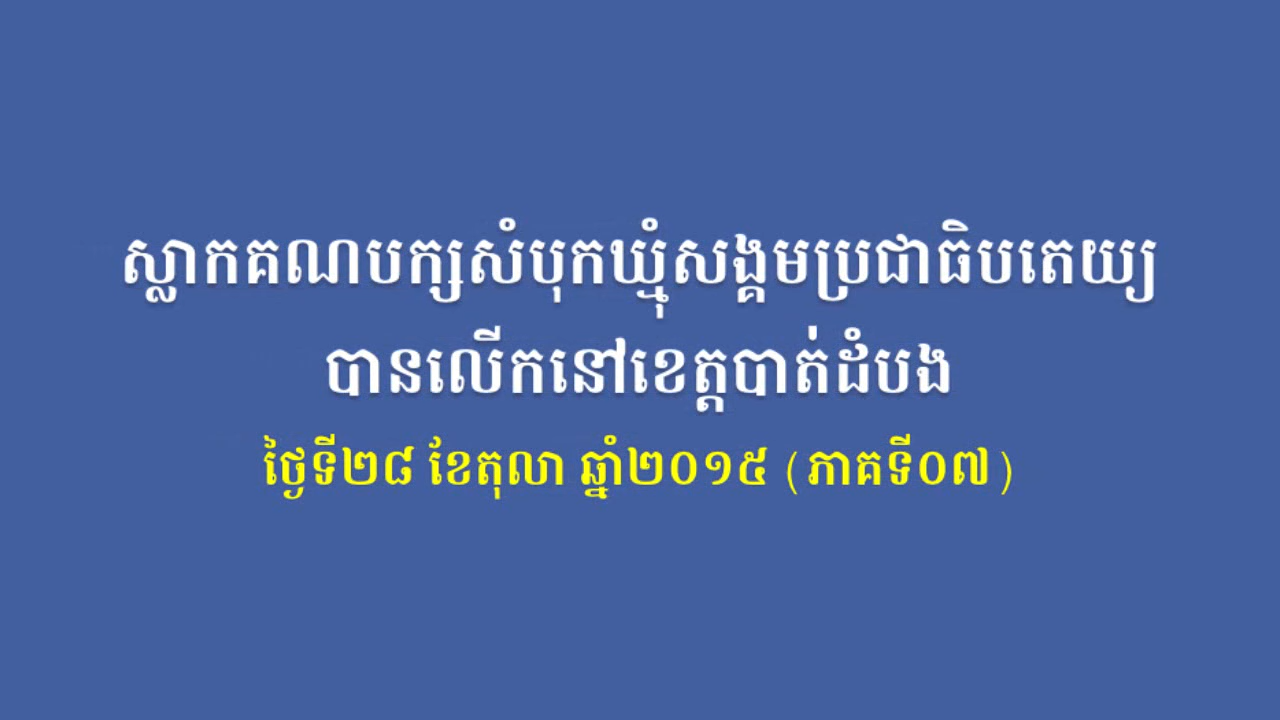 ស្លាកគណបក្សសំបុកឃ្មុំសង្គមប្រជាធិបតេយ្យ
បានលើកនៅខេត្តបាត់ដំបង
ថ្ងៃទី២៨ ខែតុលា ឆ្នាំ២០១៥ (ភាគទី០៧)